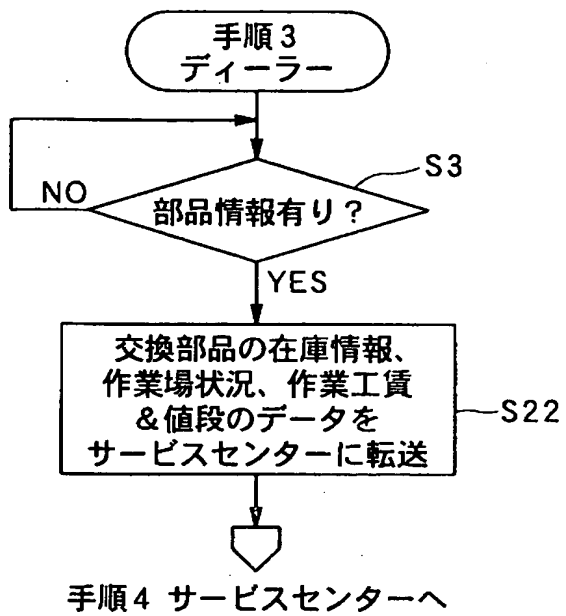 手順3
ディーラー
S3
NO
部品情報有り?
YES
交換部品の在庫情報、
作業場状況、作業工賃
&値段のデータを
サービスセンターに転送
S22
手順4 サービスセンターへ